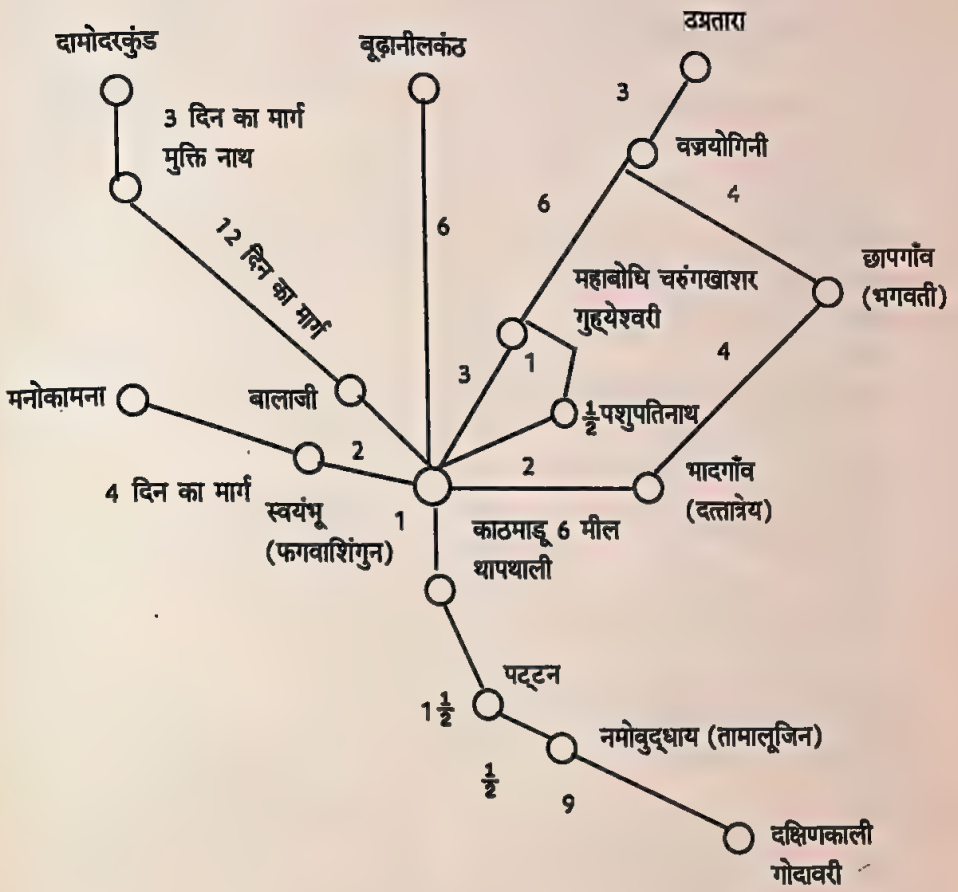 ठग्रतारा
दामोदरकुंड
बूढ़ानीलकंठ
3
3 दिन का मार्ग
मुक्ति नाथ
वज्रयोगिनी
4
6
12 दिन का मार्ग
6
छापगाँव
(भगवती)
महाबोधि चरुंगखाशर
गुह्येश्वरी
1
3
4
मनोकामना
बालाजी
½ पशुपतिनाथ
2
2
भादगाँव
(दत्तात्रेय)
4 दिन का मार्ग
स्वयंभू
(फगवाशिंगुन)
1
काठमाडू 6 मील
थापथाली
पट्टन
1½
नमोवुद्धाय (तामालूजिन)
½
9
दक्षिणकाली
गोदावरी